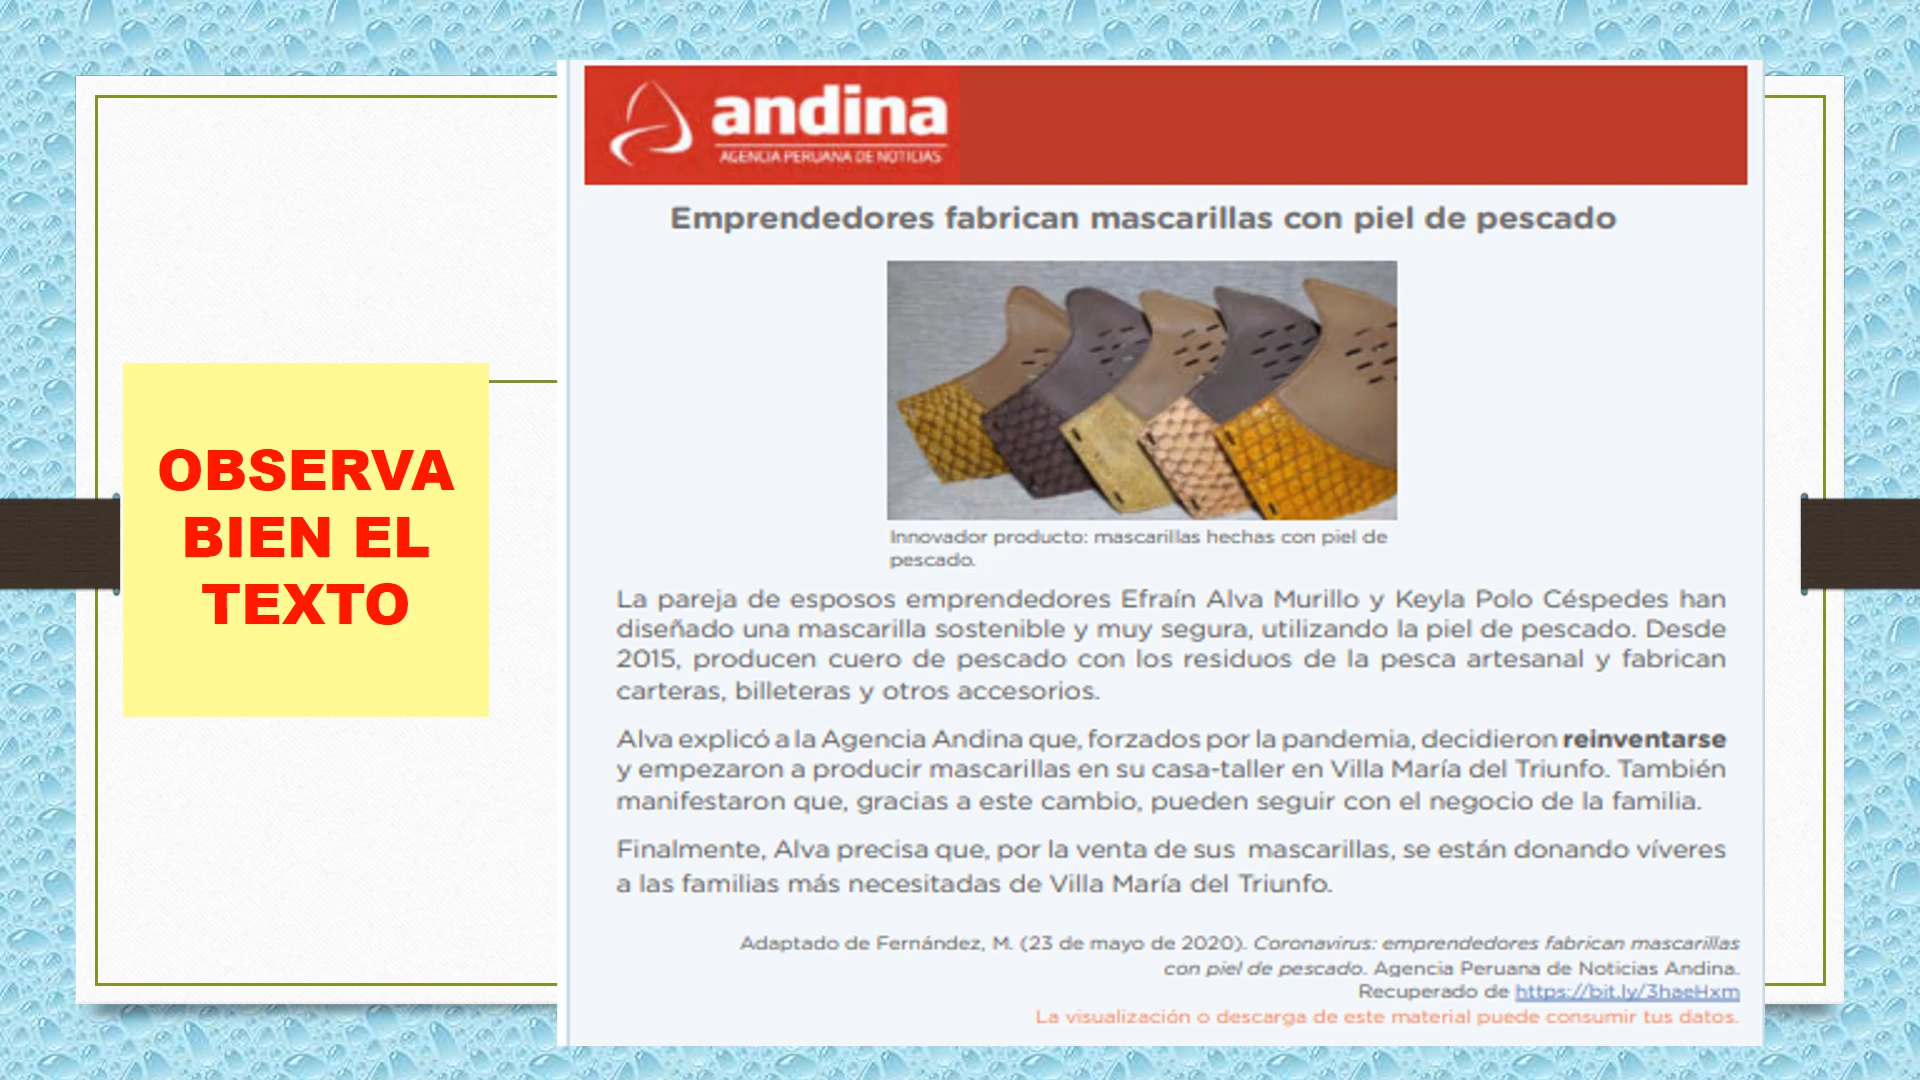 OBSERVA
BIEN EL
TEXTO
andina
AGENCIA PERUANA DE NOTICIAS
Emprendedores fabrican mascarillas con piel de pescado
Innovador producto: mascarillas hechas con piel de
pescado.
La pareja de esposos emprendedores Efraín Alva Murillo y Keyla Polo Céspedes han
diseñado una mascarilla sostenible y muy segura, utilizando la piel de pescado. Desde
2015, producen cuero de pescado con los residuos de la pesca artesanal y fabrican
carteras, billeteras y otros accesorios.
Alva explicó a la Agencia Andina que, forzados por la pandemia, decidieron reinventarse
y empezaron a producir mascarillas en su casa-taller en Villa María del Triunfo. También
manifestaron que, gracias a este cambio, pueden seguir con el negocio de la familia.
Finalmente, Alva precisa que, por la venta de sus mascarillas, se están donando víveres
a las familias más necesitadas de Villa María del Triunfo.
Adaptado de Fernández, M. (23 de mayo de 2020). Coronavirus: emprendedores fabrican mascarillas
con piel de pescado. Agencia Peruana de Noticias Andina.
Recuperado de https://bit.ly/3haeHxm
La visualización o descarga de este material puede consumir tus datos.